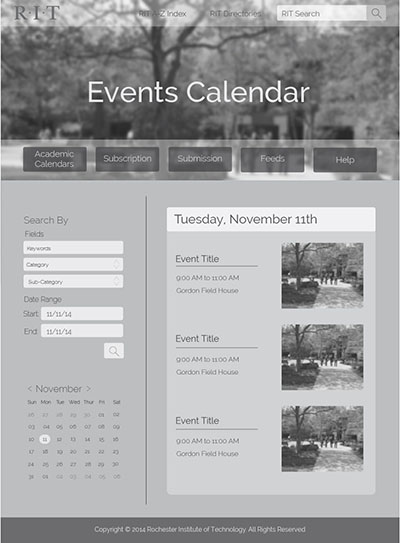 R·I·T
RIT A-Z Index
RIT Directories
RIT Search
Events Calendar
Academic
Calendars
Subscription
Submission
Feeds
Help
Search By
Fields
Keywords
Category
Sub-Category
Date Range
Start 11/11/14
End 11/11/14
< November >
Sun Mon Tue Wed Thu Fri Sat
26 27 28 29 30 01 02
03 04 05 06 07 08 09
10 11 12 13 14 15 16
17 18 19 20 21 22 23
24 25 26 27 28 29 30
31 01 02 03 04 05 06
Tuesday, November 11th
Event Title
9:00 AM to 11:00 AM
Gordon Field House
Event Title
9:00 AM to 11:00 AM
Gordon Field House
Event Title
9:00 AM to 11:00 AM
Gordon Field House
Copyright © 2014 Rochester Institute of Technology. All Rights Reserved